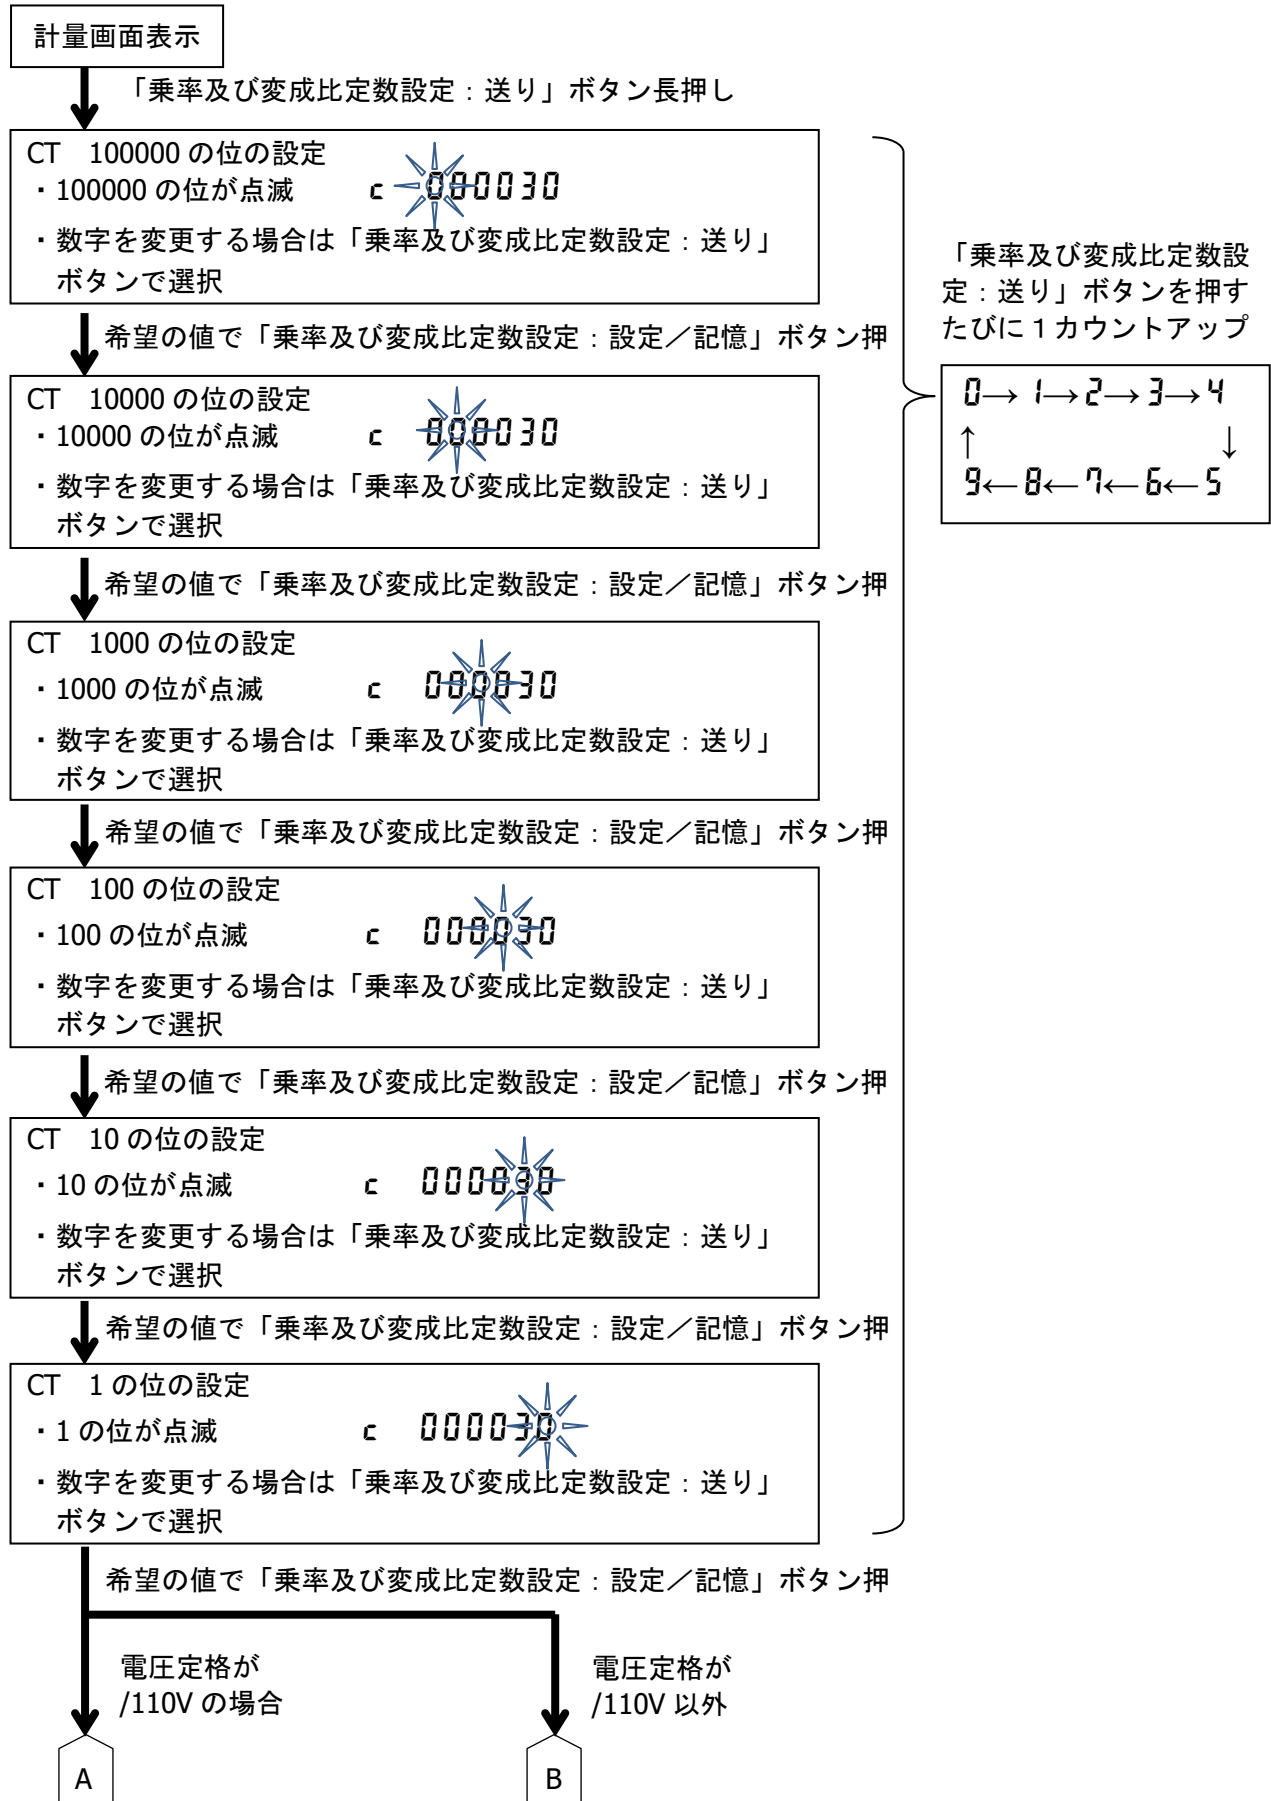 計量画面表示
「乗率及び変成比定数設定：送り」ボタン長押し
CT　100000 の位の設定
・100000 の位が点滅　c　000030
・数字を変更する場合は「乗率及び変成比定数設定：送り」
ボタンで選択
希望の値で「乗率及び変成比定数設定：設定／記憶」ボタン押
CT　10000 の位の設定
・10000 の位が点滅　c　000030
・数字を変更する場合は「乗率及び変成比定数設定：送り」
ボタンで選択
希望の値で「乗率及び変成比定数設定：設定／記憶」ボタン押
CT　1000 の位の設定
・1000 の位が点滅　c　000030
・数字を変更する場合は「乗率及び変成比定数設定：送り」
ボタンで選択
希望の値で「乗率及び変成比定数設定：設定／記憶」ボタン押
CT　100 の位の設定
・100 の位が点滅　c　000030
・数字を変更する場合は「乗率及び変成比定数設定：送り」
ボタンで選択
希望の値で「乗率及び変成比定数設定：設定／記憶」ボタン押
CT　10 の位の設定
・10 の位が点滅　c　000030
・数字を変更する場合は「乗率及び変成比定数設定：送り」
ボタンで選択
希望の値で「乗率及び変成比定数設定：設定／記憶」ボタン押
CT　1 の位の設定
・1 の位が点滅　c　000030
・数字を変更する場合は「乗率及び変成比定数設定：送り」
ボタンで選択
希望の値で「乗率及び変成比定数設定：設定／記憶」ボタン押
「乗率及び変成比定数設
定：送り」ボタンを押す
たびに１カウントアップ
0→1→2→3→4
↑　↓
9←8←7←6←5
電圧定格が
/110V の場合
電圧定格が
/110V 以外
A
B